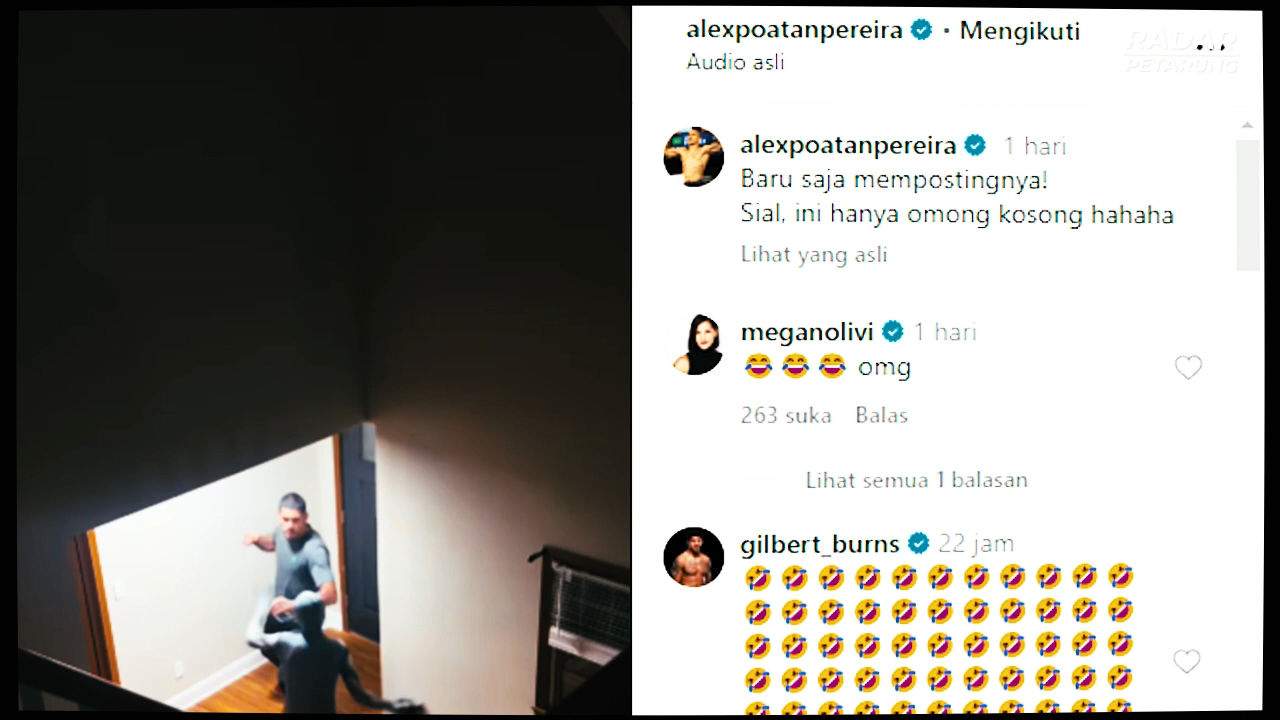 alexpoatanpereira • Mengikuti
Audio asli
RADAR
PETARUNG
alexpoatanpereira 1 hari
Baru saja mempostingnya!
Sial, ini hanya omong kosong hahaha
Lihat yang asli
meganolivi 1 hari
😂 😂 😂 omg
263 suka Balas
Lihat semua 1 balasan
gilbert_burns 22 jam
🤣🤣🤣🤣🤣🤣🤣🤣🤣🤣🤣
🤣🤣🤣🤣🤣🤣🤣🤣🤣🤣🤣
🤣🤣🤣🤣🤣🤣🤣🤣🤣🤣🤣
🤣🤣🤣🤣🤣🤣🤣🤣🤣🤣🤣
🤣🤣🤣🤣🤣🤣🤣🤣🤣🤣🤣